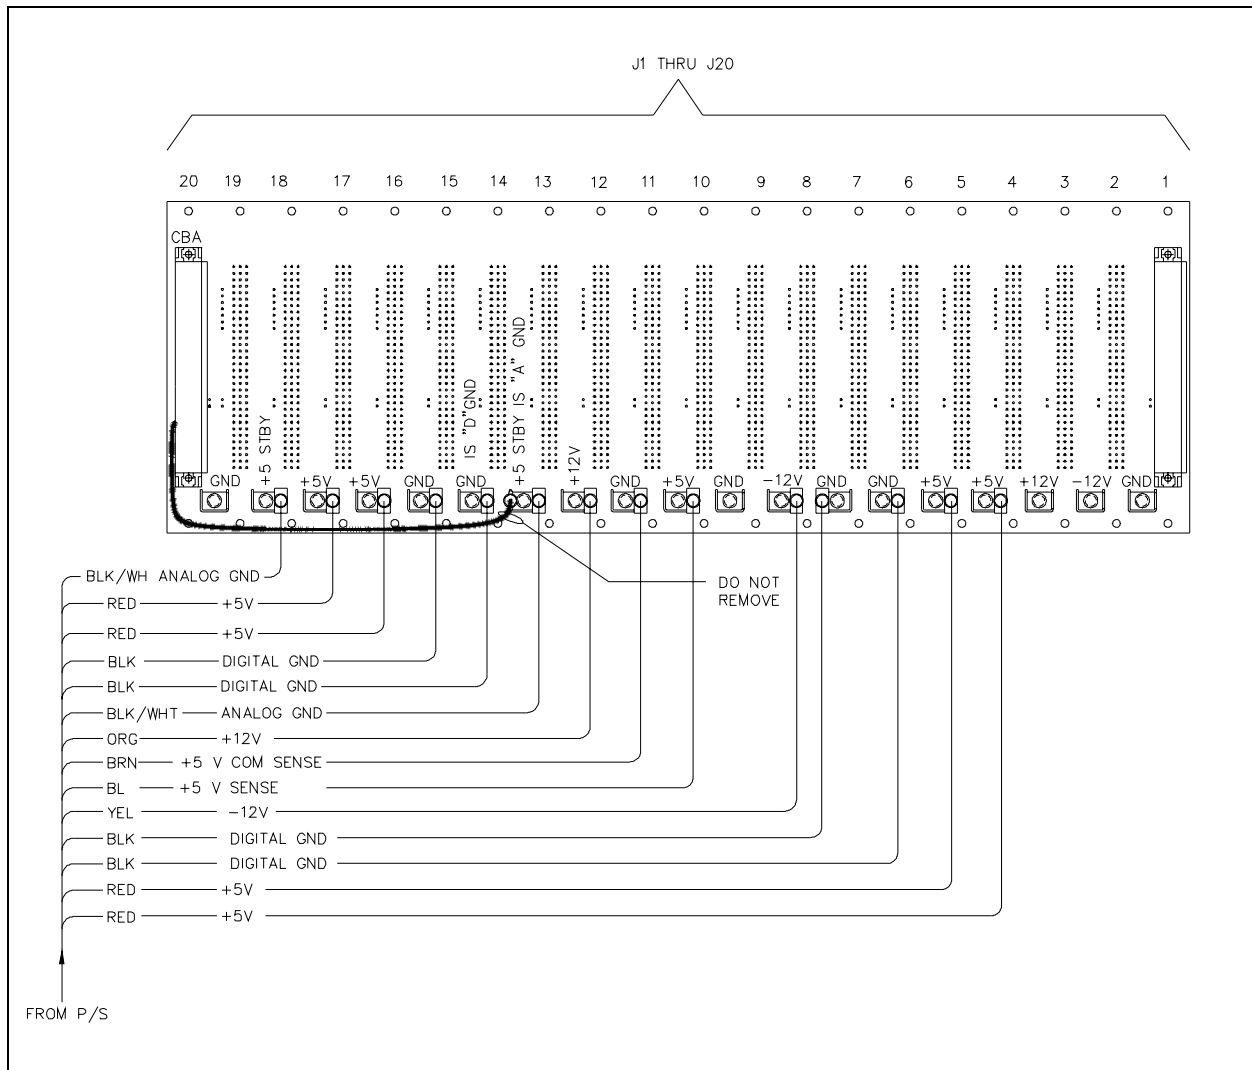 J1 THRU J20
20 19 18 17 16 15 14 13 12 11 10 9 8 7 6 5 4 3 2 1
CBA
+5 STBY
IS "D"GND
+5 STBY IS "A" GND
+12V
GND +5V +5V GND GND GND +5V GND -12V GND GND +5V +5V +12V -12V GND
DO NOT
REMOVE
BLK/WH ANALOG GND
RED +5V
RED +5V
BLK DIGITAL GND
BLK DIGITAL GND
BLK/WHT ANALOG GND
ORG +12V
BRN +5 V COM SENSE
BL +5 V SENSE
YEL -12V
BLK DIGITAL GND
BLK DIGITAL GND
RED +5V
RED +5V
FROM P/S